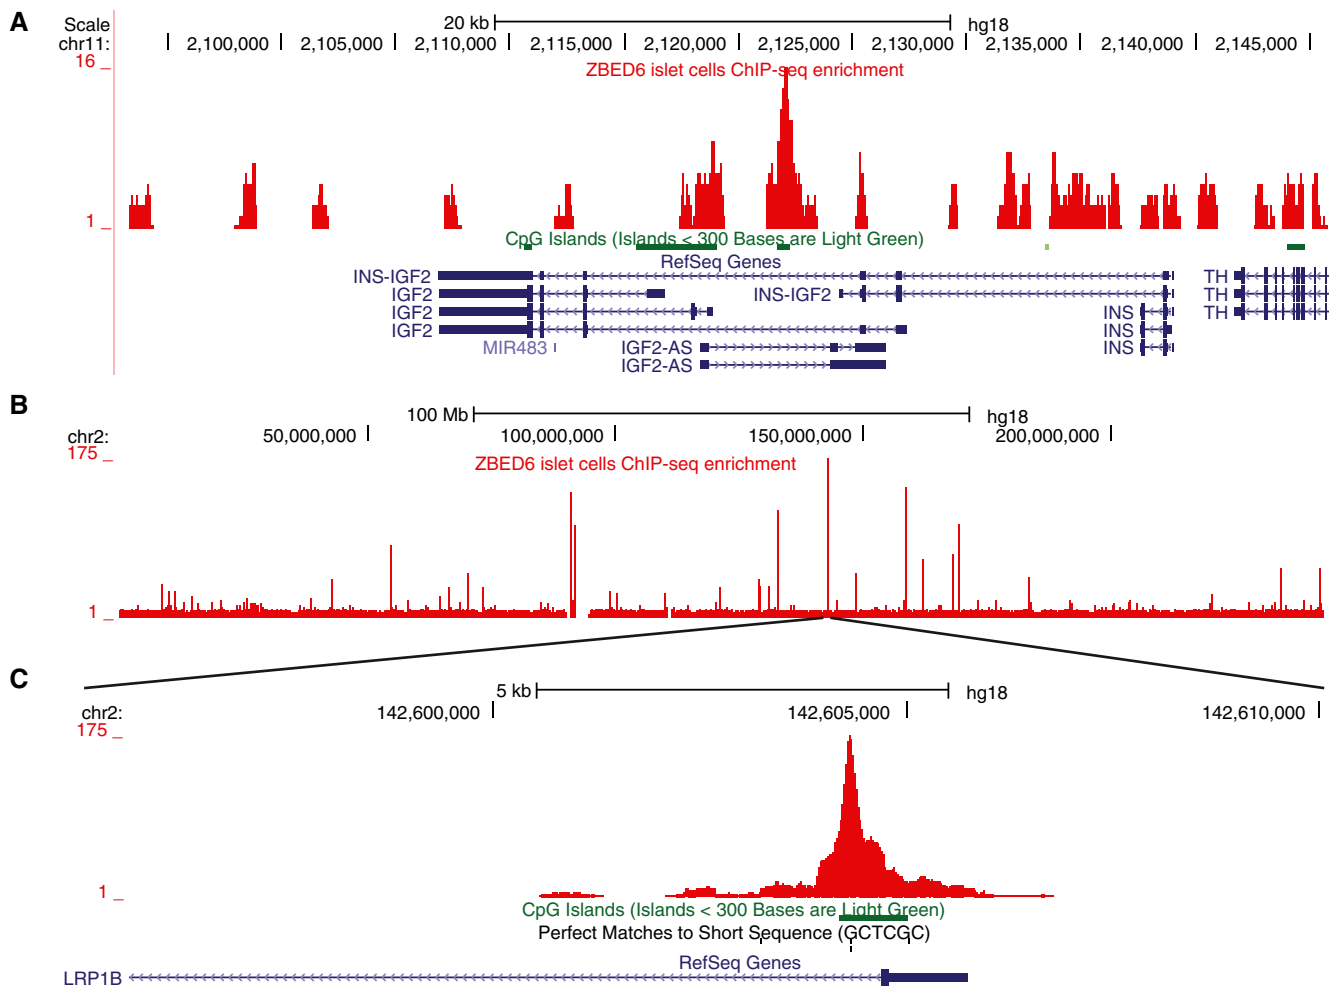 A
Scale
20 kb
hg18
chr11:
2,100,000
2,105,000
2,110,000
2,115,000
2,120,000
2,125,000
2,130,000
2,135,000
2,140,000
2,145,000
16
ZBED6 islet cells ChIP-seq enrichment
1
CpG Islands (Islands < 300 Bases are Light Green)
RefSeq Genes
INS-IGF2
TH
IGF2
INS-IGF2
TH
IGF2
INS
TH
IGF2
INS
MIR483
IGF2-AS
INS
IGF2-AS
B
100 Mb
hg18
chr2:
50,000,000
100,000,000
150,000,000
200,000,000
175
ZBED6 islet cells ChIP-seq enrichment
1
C
5 kb
hg18
chr2:
142,600,000
142,605,000
142,610,000
175
1
CpG Islands (Islands < 300 Bases are Light Green)
Perfect Matches to Short Sequence (GCTCGC)
RefSeq Genes
LRP1B